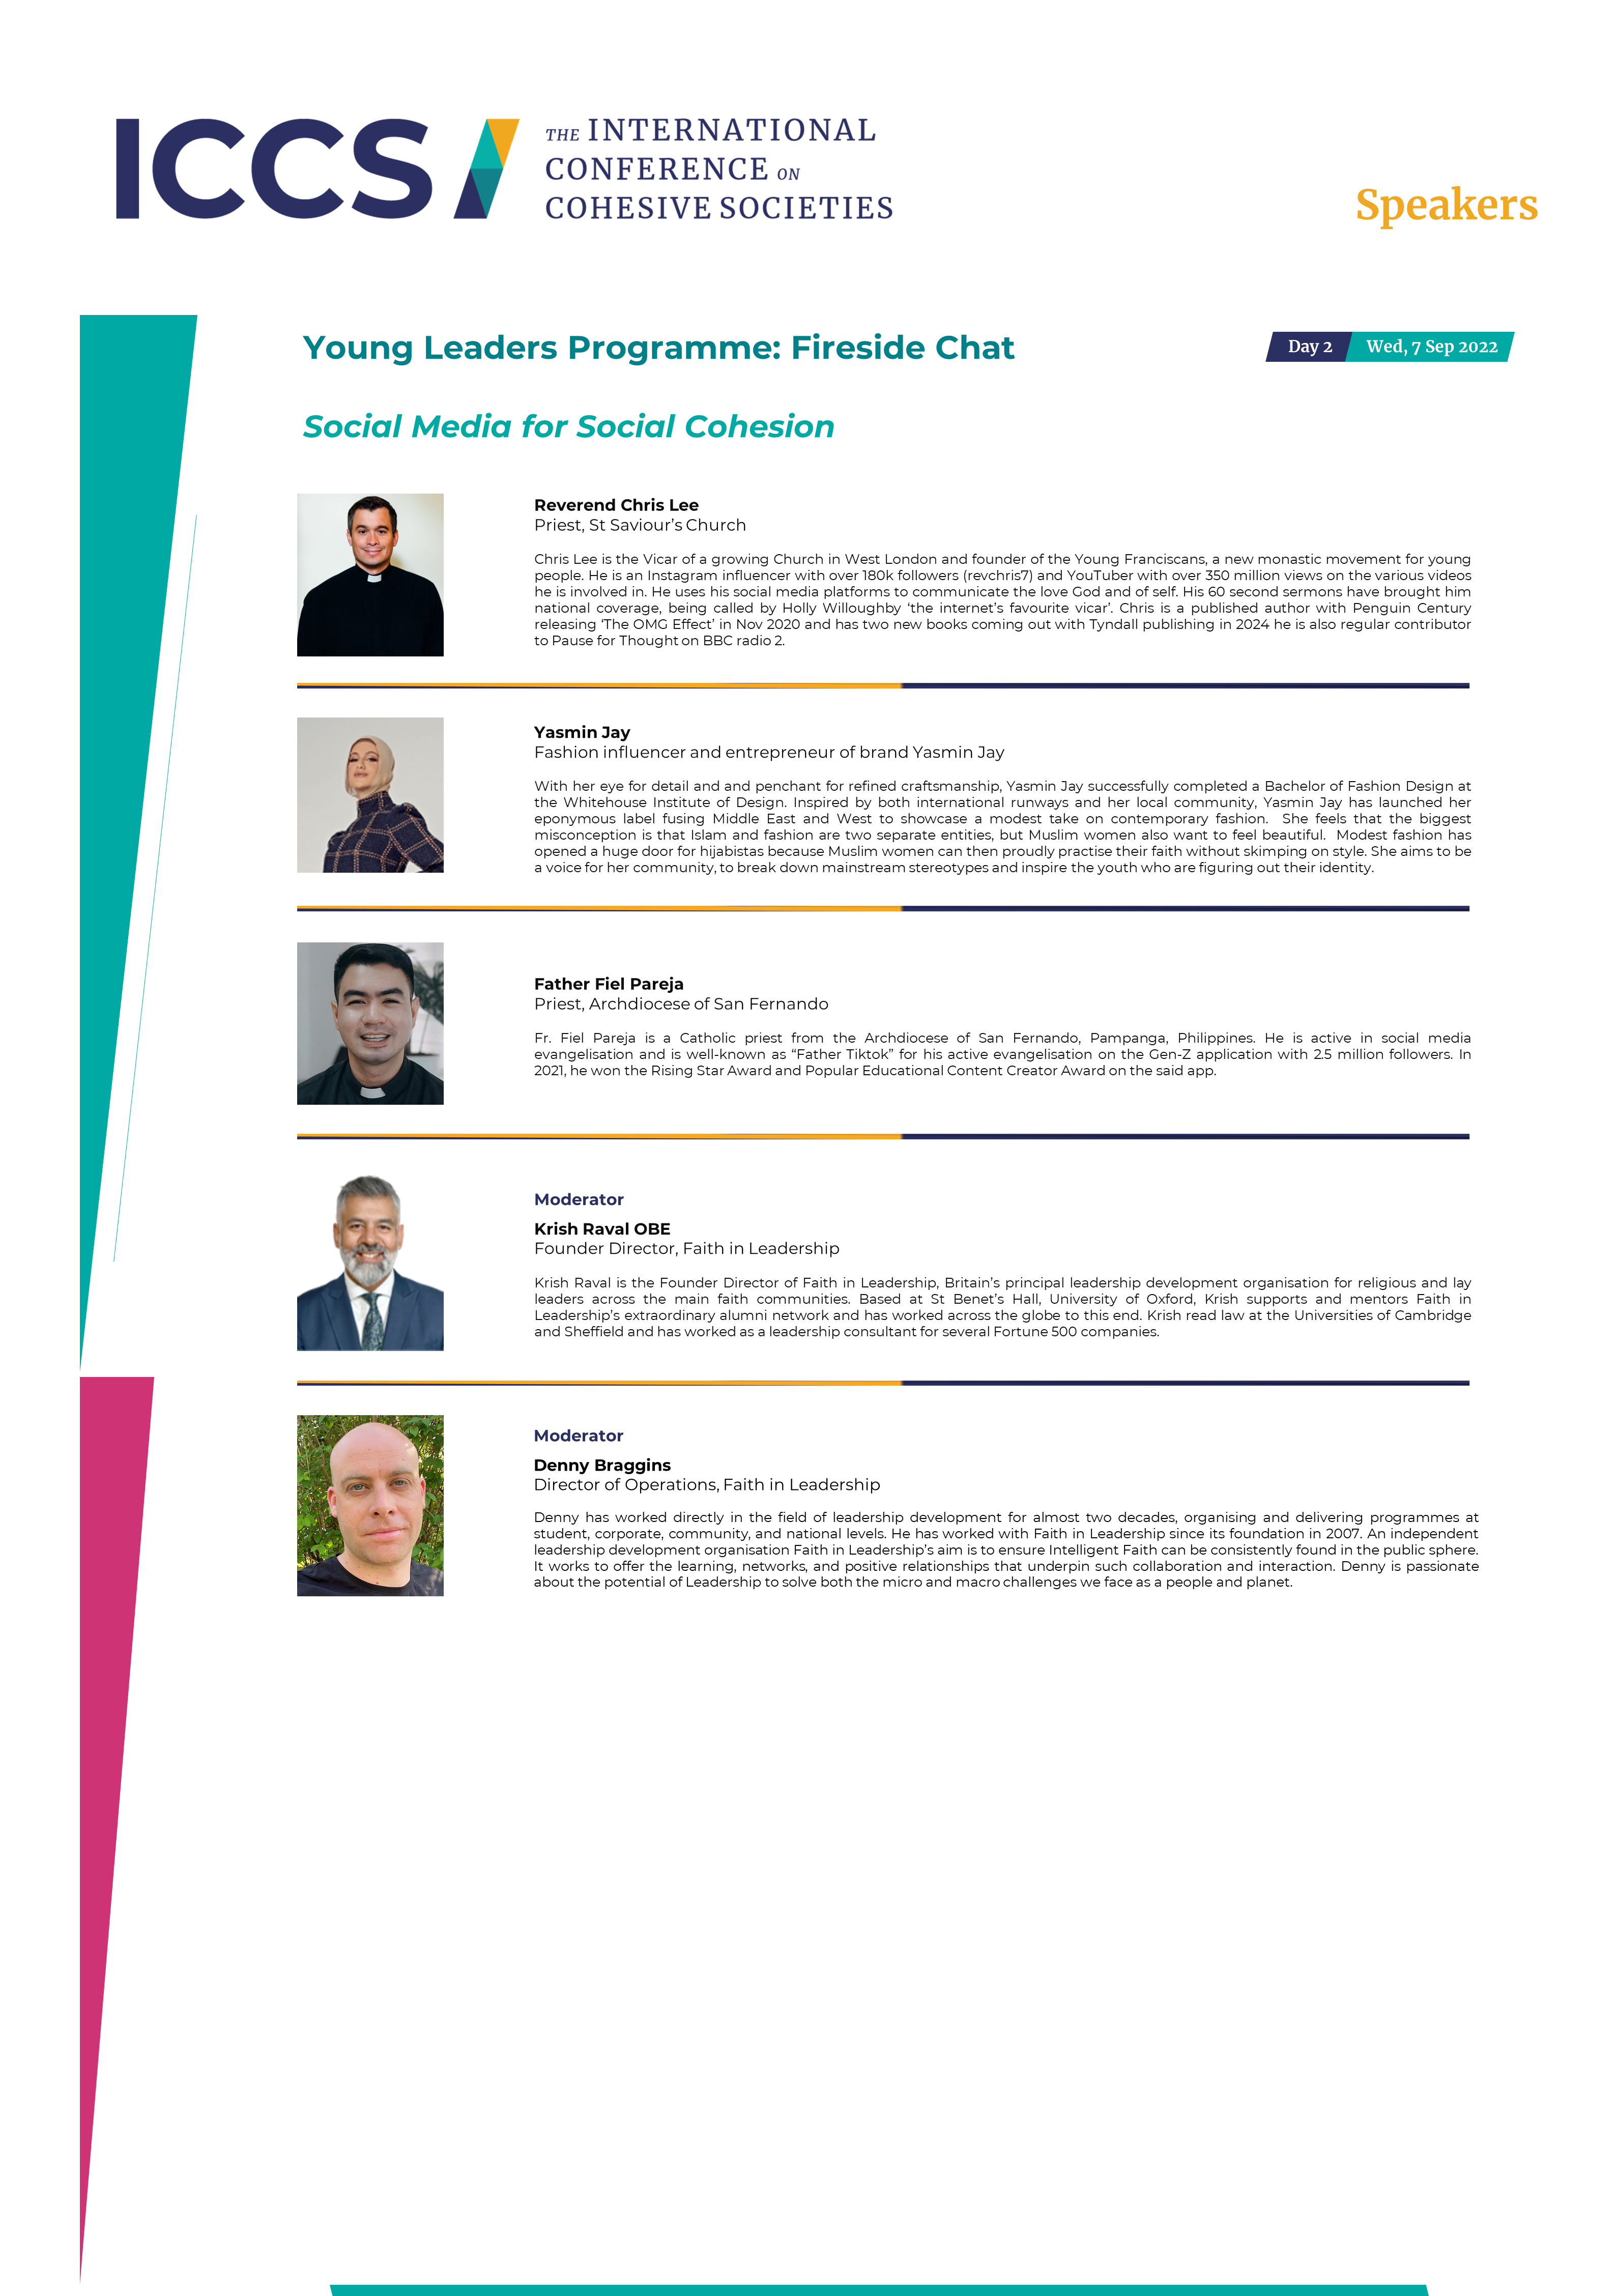 ICCS
THE INTERNATIONAL
CONFERENCE ON
COHESIVE SOCIETIES
Speakers
Young Leaders Programme: Fireside Chat
Day 2
Wed, 7 Sep 2022
Social Media for Social Cohesion
Reverend Chris Lee
Priest, St Saviour’s Church
Chris Lee is the Vicar of a growing Church in West London and founder of the Young Franciscans, a new monastic movement for young
people. He is an Instagram influencer with over 180k followers (revchris7) and YouTuber with over 350 million views on the various videos
he is involved in. He uses his social media platforms to communicate the love God and of self. His 60 second sermons have brought him
national coverage, being called by Holly Willoughby ‘the internet’s favourite vicar’. Chris is a published author with Penguin Century
releasing ‘The OMG Effect’ in Nov 2020 and has two new books coming out with Tyndall publishing in 2024 he is also regular contributor
to Pause for Thought on BBC radio 2.
Yasmin Jay
Fashion influencer and entrepreneur of brand Yasmin Jay
With her eye for detail and and penchant for refined craftsmanship, Yasmin Jay successfully completed a Bachelor of Fashion Design at
the Whitehouse Institute of Design. Inspired by both international runways and her local community, Yasmin Jay has launched her
eponymous label fusing Middle East and West to showcase a modest take on contemporary fashion. She feels that the biggest
misconception is that Islam and fashion are two separate entities, but Muslim women also want to feel beautiful. Modest fashion has
opened a huge door for hijabistas because Muslim women can then proudly practise their faith without skimping on style. She aims to be
a voice for her community, to break down mainstream stereotypes and inspire the youth who are figuring out their identity.
Father Fiel Pareja
Priest, Archdiocese of San Fernando
Fr. Fiel Pareja is a Catholic priest from the Archdiocese of San Fernando, Pampanga, Philippines. He is active in social media
evangelisation and is well-known as “Father Tiktok” for his active evangelisation on the Gen-Z application with 2.5 million followers. In
2021, he won the Rising Star Award and Popular Educational Content Creator Award on the said app.
Moderator
Krish Raval OBE
Founder Director, Faith in Leadership
Krish Raval is the Founder Director of Faith in Leadership, Britain’s principal leadership development organisation for religious and lay
leaders across the main faith communities. Based at St Benet’s Hall, University of Oxford, Krish supports and mentors Faith in
Leadership’s extraordinary alumni network and has worked across the globe to this end. Krish read law at the Universities of Cambridge
and Sheffield and has worked as a leadership consultant for several Fortune 500 companies.
Moderator
Denny Braggins
Director of Operations, Faith in Leadership
Denny has worked directly in the field of leadership development for almost two decades, organising and delivering programmes at
student, corporate, community, and national levels. He has worked with Faith in Leadership since its foundation in 2007. An independent
leadership development organisation Faith in Leadership’s aim is to ensure Intelligent Faith can be consistently found in the public sphere.
It works to offer the learning, networks, and positive relationships that underpin such collaboration and interaction. Denny is passionate
about the potential of Leadership to solve both the micro and macro challenges we face as a people and planet.